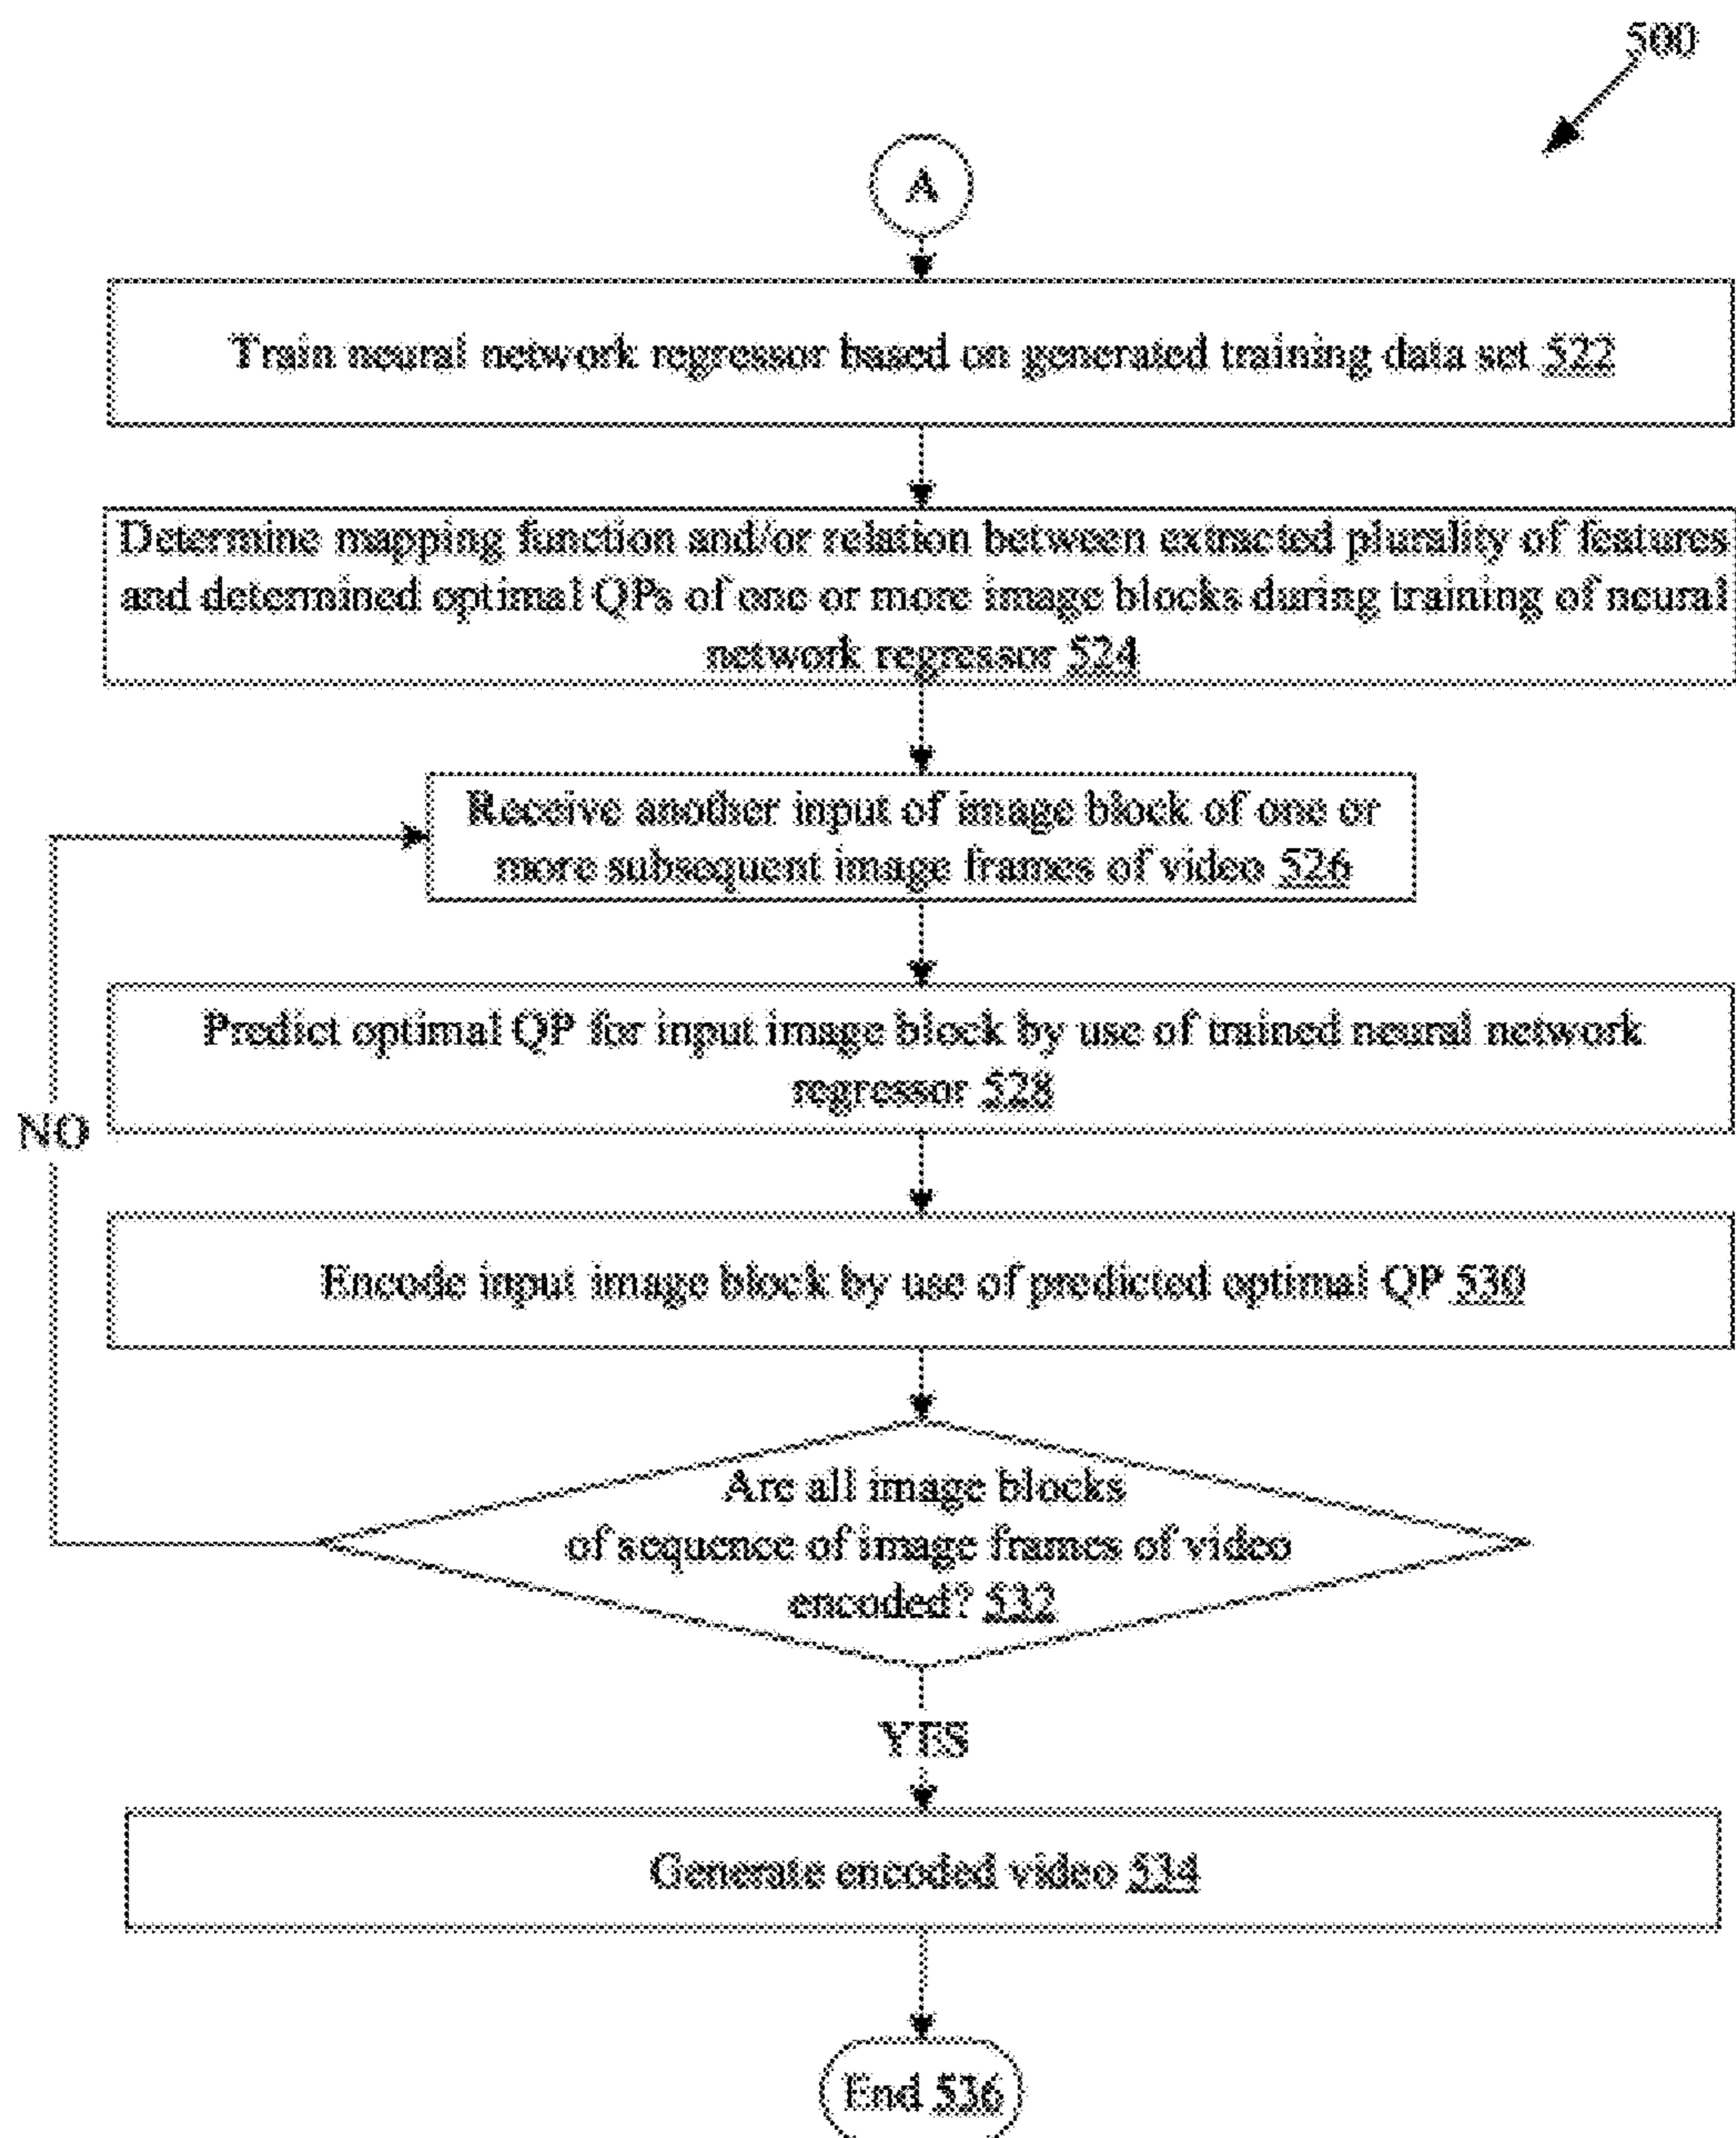 500
A
Train neural network regressor based on generated training data set 522
Determine mapping function and/or relation between extracted plurality of features
and determined optimal QPs of one or more image blocks during training of neural
network regressor 524
Receive another input of image block of one or
more subsequent image frames of video 526
Predict optimal QP for input image block by use of trained neural network
regressor 528
NO
Encode input image block by use of predicted optimal QP 530
Are all image blocks
of sequence of image frames of video
encoded? 532
YES
Generate encoded video 534
End 536